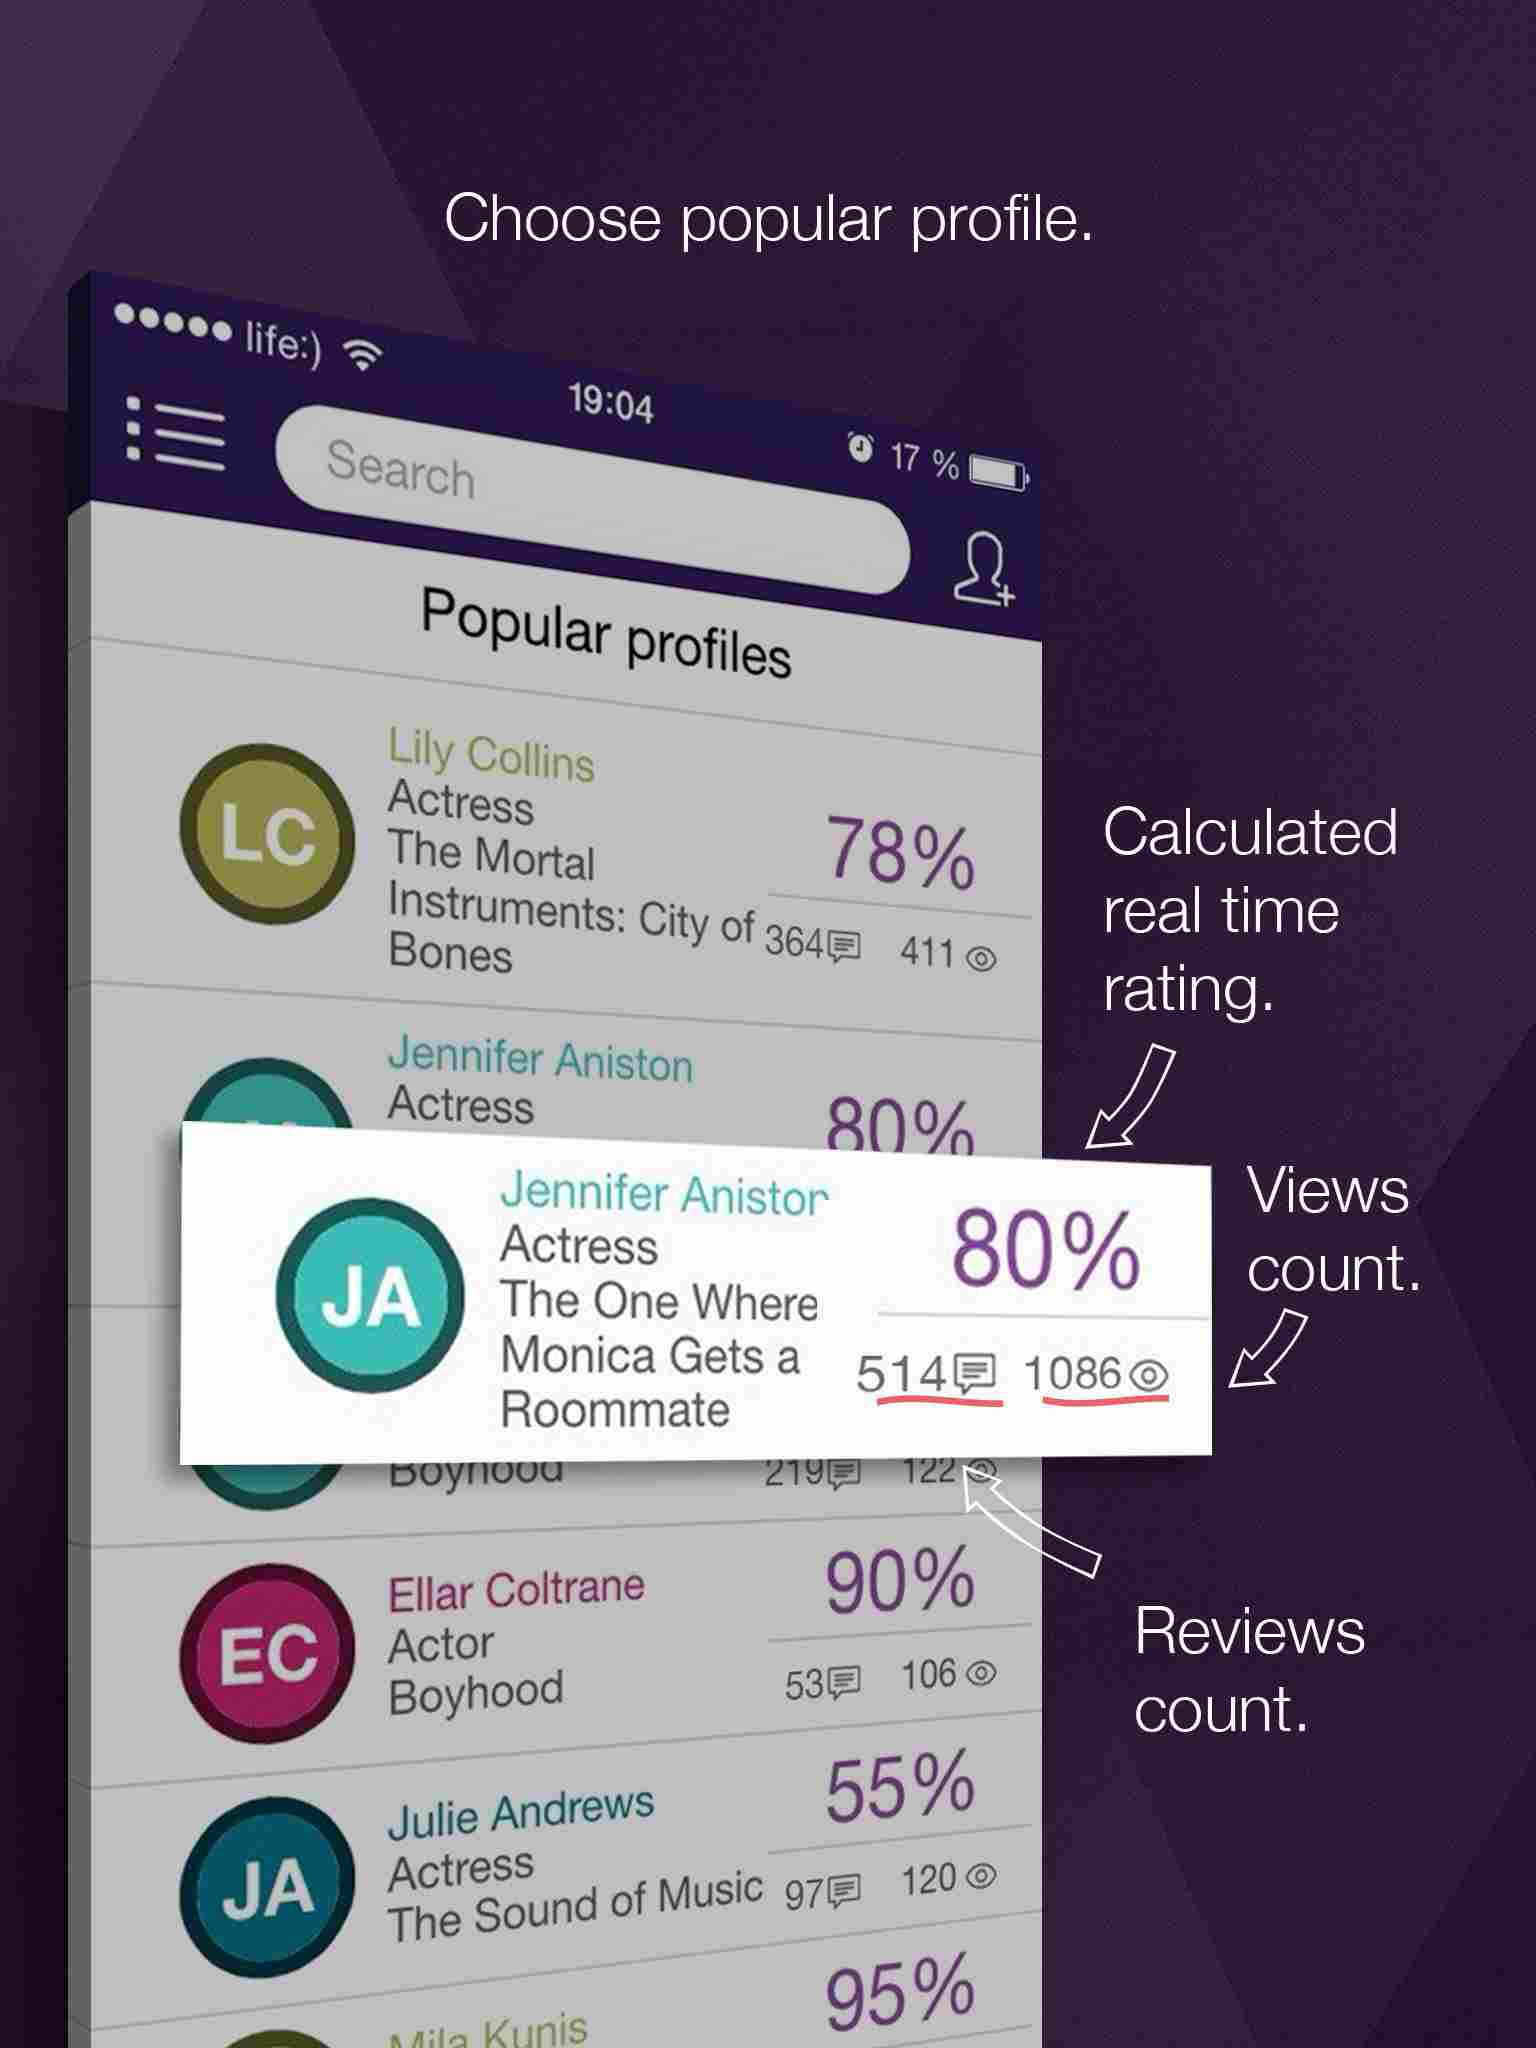 Choose popular profile.
life:)
19:04
17 %
Search
Popular profiles
LC
Lily Collins
Actress
The Mortal
Instruments: City of
Bones
78%
364 411
Jennifer Aniston
Actress
80%
Calculated
real time
rating.
JA
Jennifer Aniston
Actress
The One Where
Monica Gets a
Roommate
80%
514 1086
Views
count.
Boyhood
219 122
Reviews
count.
EC
Ellar Coltrane
Actor
Boyhood
90%
53 106
JA
Julie Andrews
Actress
The Sound of Music
55%
97 120
Mila Kunis
95%